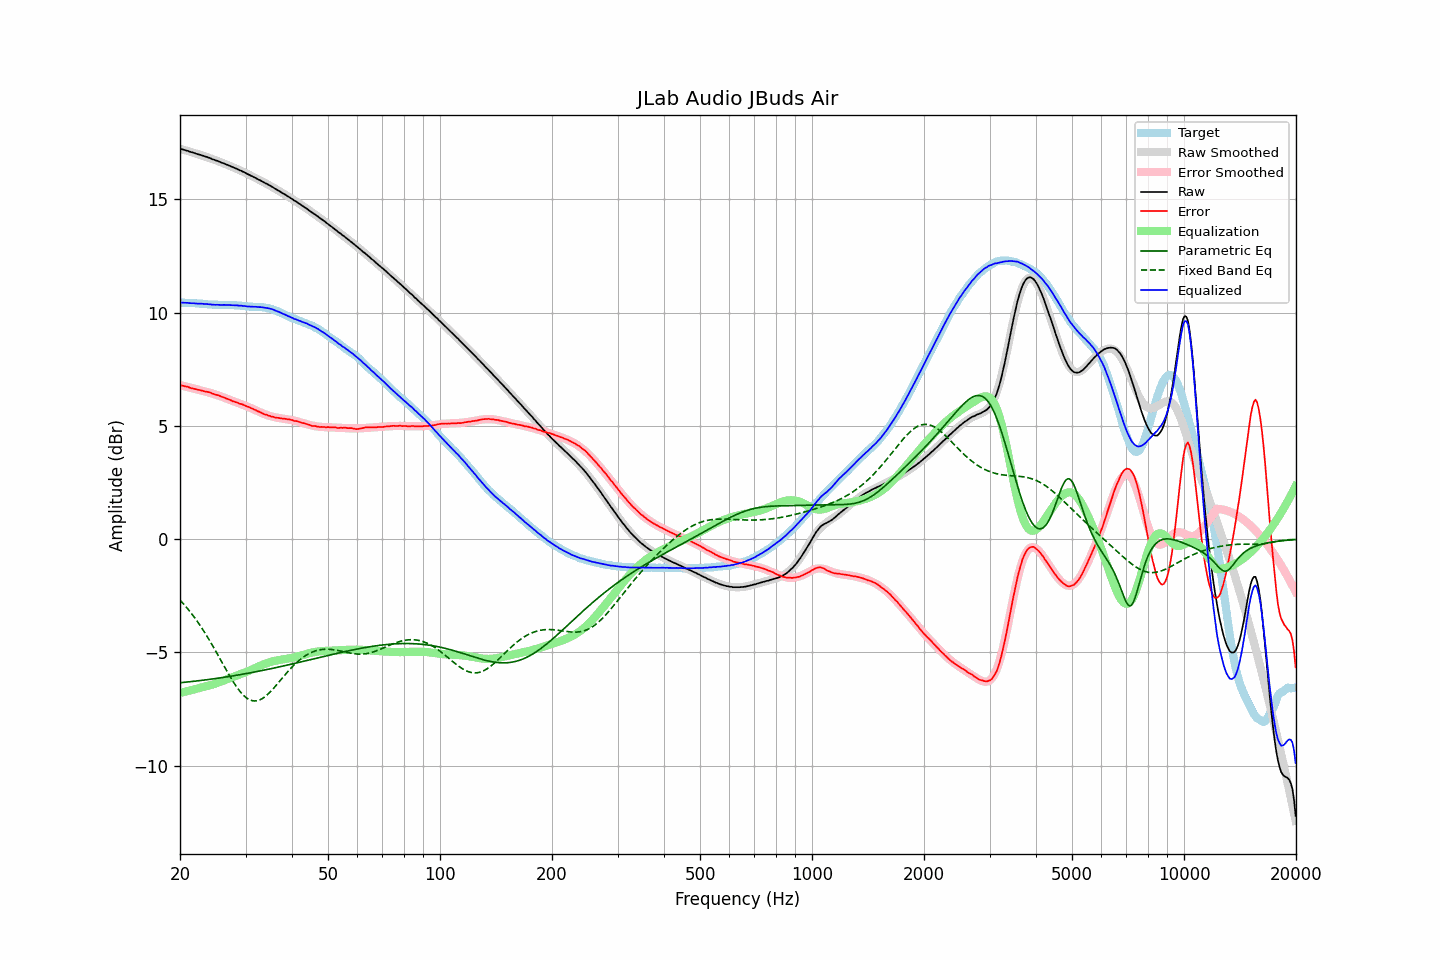 JLab Audio JBuds Air
Target
Raw Smoothed
Error Smoothed
Raw
Error
Equalization
Parametric Eq
Fixed Band Eq
Equalized
15
10
5
0
−5
−10
Amplitude (dBr)
20 50 100 200 500 1000 2000 5000 10000 20000
Frequency (Hz)